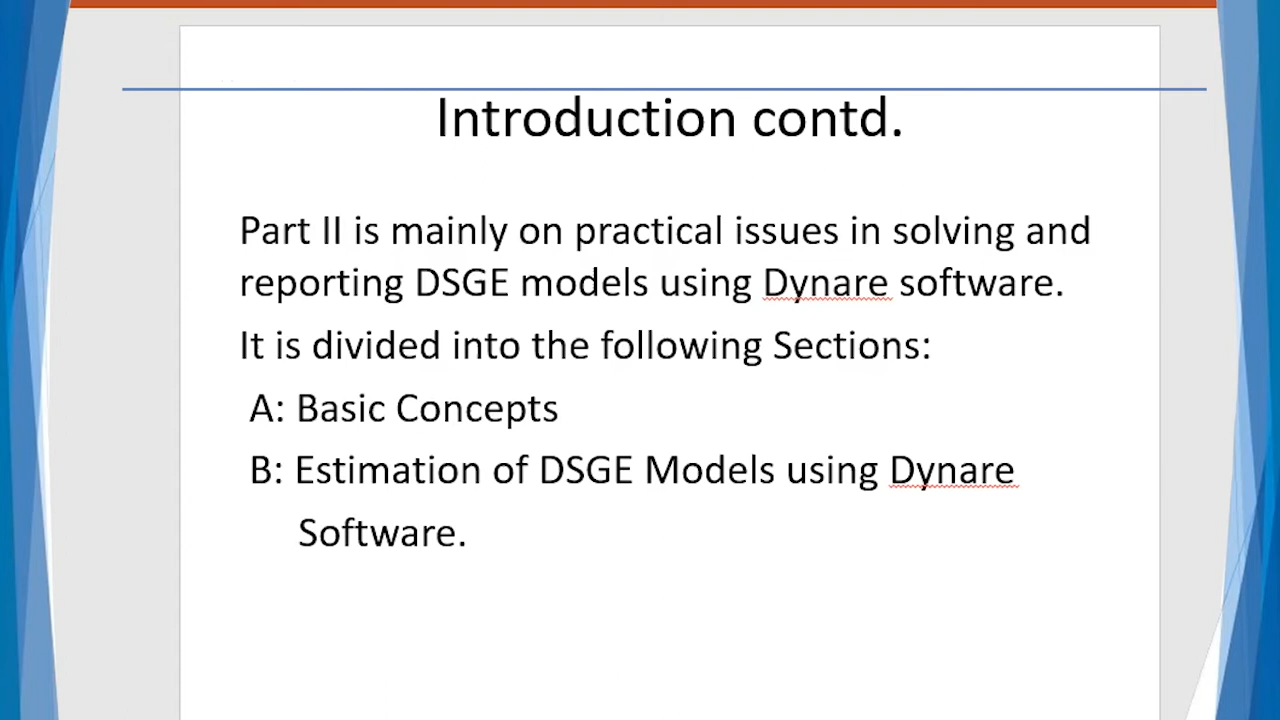 Introduction contd.
Part II is mainly on practical issues in solving and
reporting DSGE models using Dynare software.
It is divided into the following Sections:
A: Basic Concepts
B: Estimation of DSGE Models using Dynare
Software.